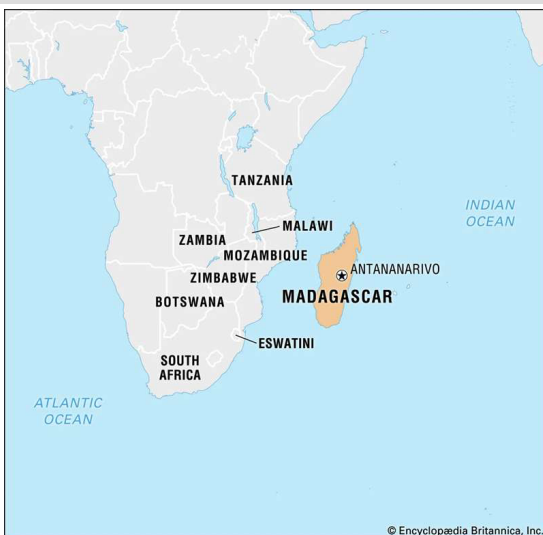 TANZANIA
INDIAN
OCEAN
MALAWI
ZAMBIA
MOZAMBIQUE
ANTANANARIVO
ZIMBABWE
MADAGASCAR
BOTSWANA
ESWATINI
SOUTH
AFRICA
ATLANTIC
OCEAN
© Encyclopædia Britannica, Inc.